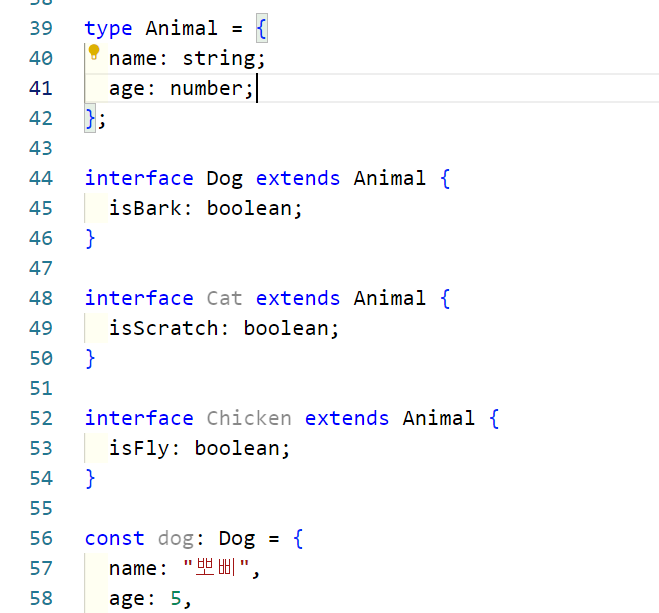 39 type Animal = {
40 name: string;
41 age: number;
42 };
43
44 interface Dog extends Animal {
45 isBark: boolean;
46 }
47
48 interface Cat extends Animal {
49 isScratch: boolean;
50 }
51
52 interface Chicken extends Animal {
53 isFly: boolean;
54 }
55
56 const dog: Dog = {
57 name: "뽀삐",
58 age: 5,